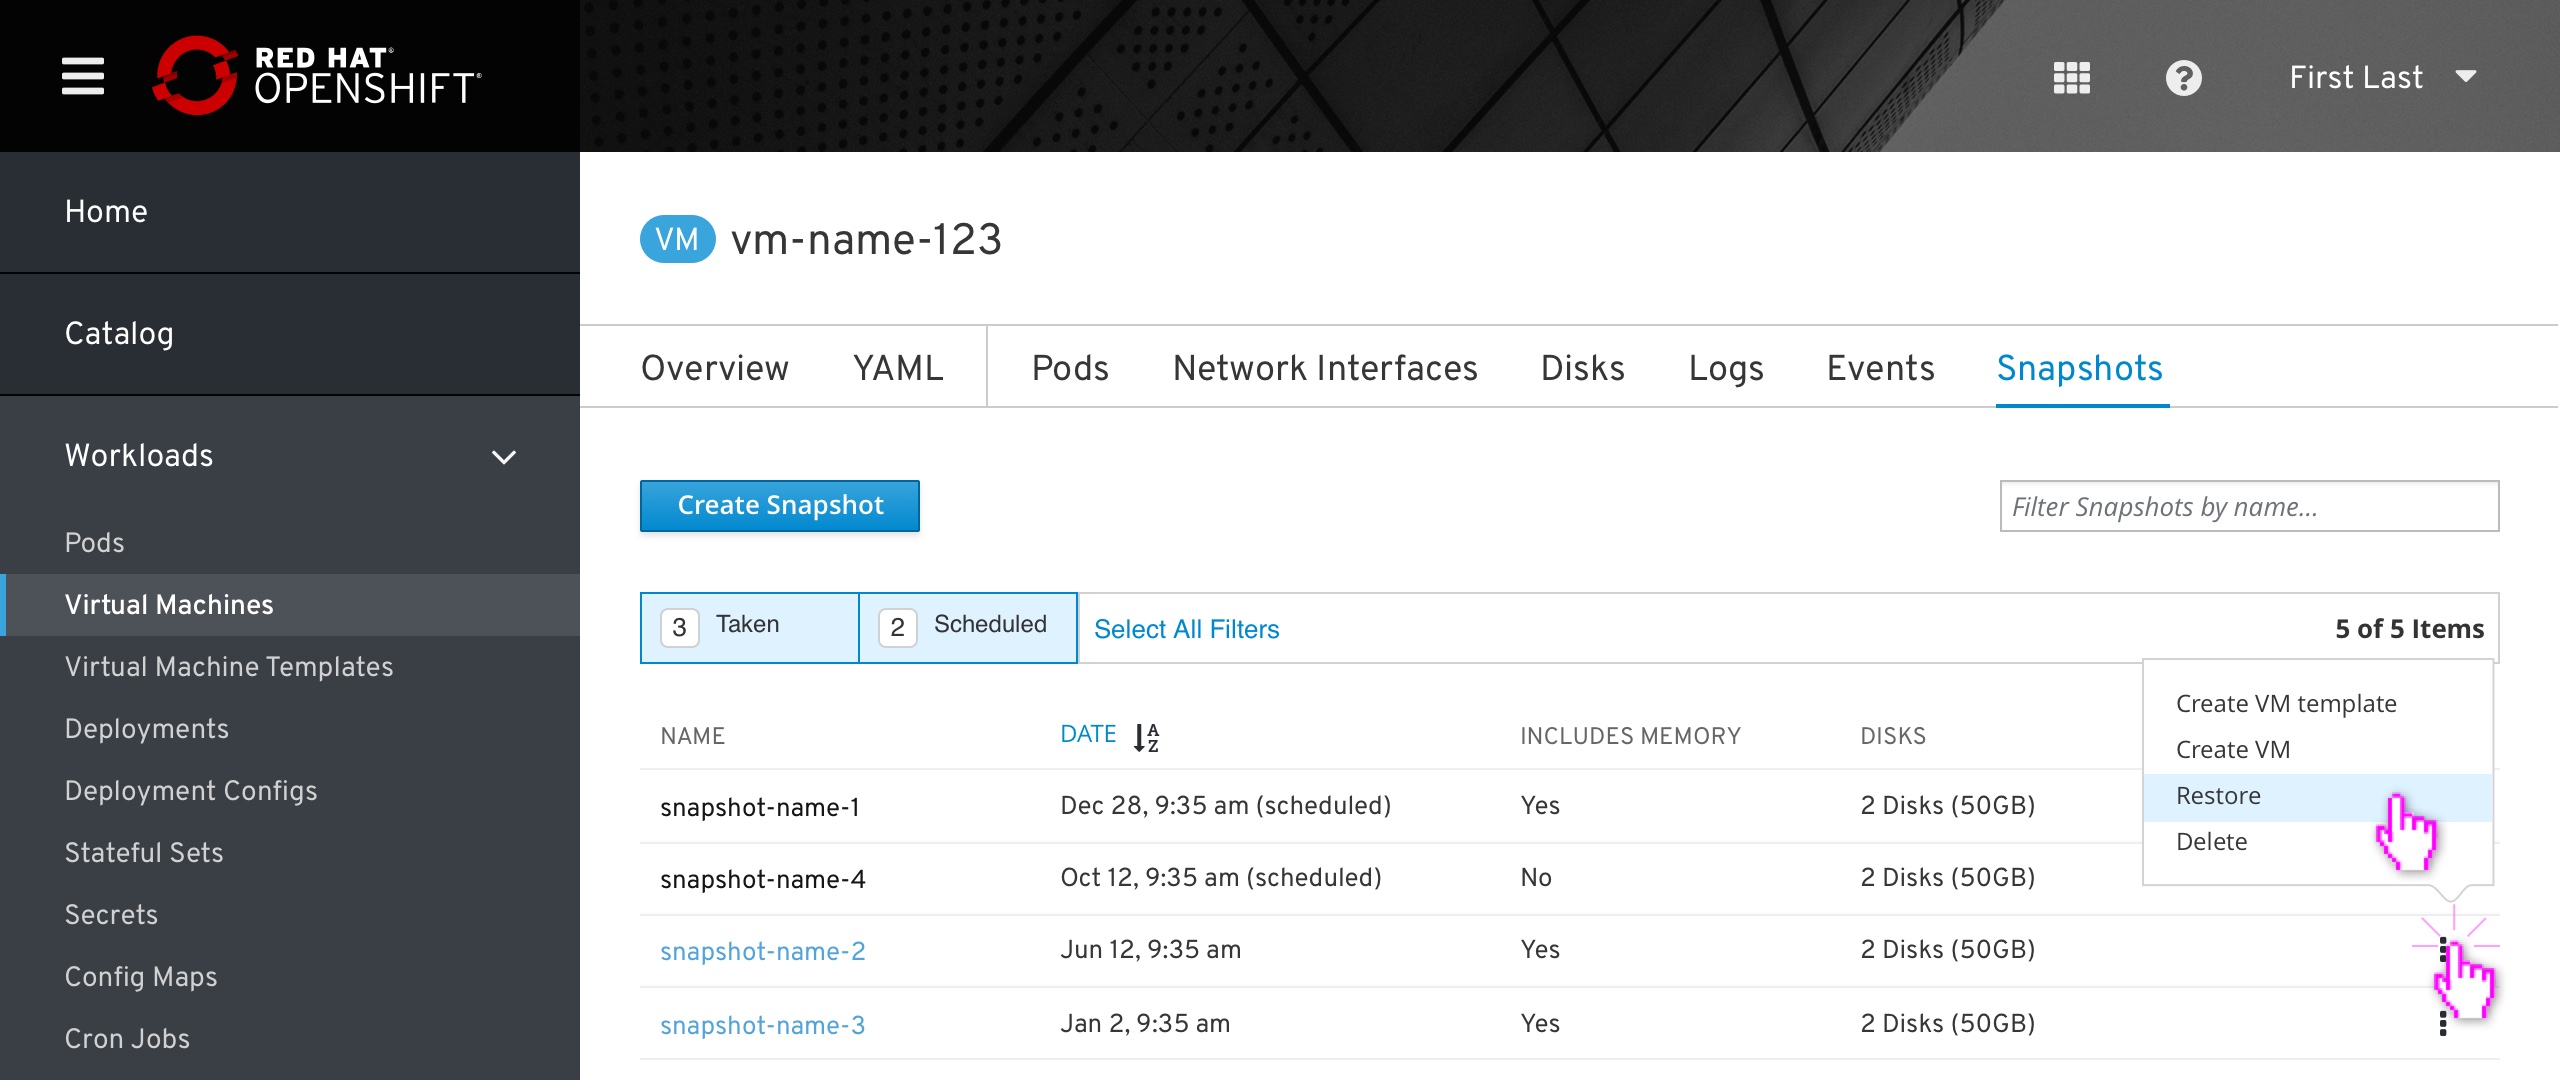 RED HAT®
OPENSHIFT®
First Last
Home
Catalog
Workloads
Pods
Virtual Machines
Virtual Machine Templates
Deployments
Deployment Configs
Stateful Sets
Secrets
Config Maps
Cron Jobs
VM vm-name-123
Overview YAML Pods Network Interfaces Disks Logs Events Snapshots
Create Snapshot
Filter Snapshots by name...
3 Taken 2 Scheduled Select All Filters 5 of 5 Items
NAME DATE AZ INCLUDES MEMORY DISKS
snapshot-name-1 Dec 28, 9:35 am (scheduled) Yes 2 Disks (50GB)
snapshot-name-4 Oct 12, 9:35 am (scheduled) No 2 Disks (50GB)
snapshot-name-2 Jun 12, 9:35 am Yes 2 Disks (50GB)
snapshot-name-3 Jan 2, 9:35 am Yes 2 Disks (50GB)
Create VM template
Create VM
Restore
Delete